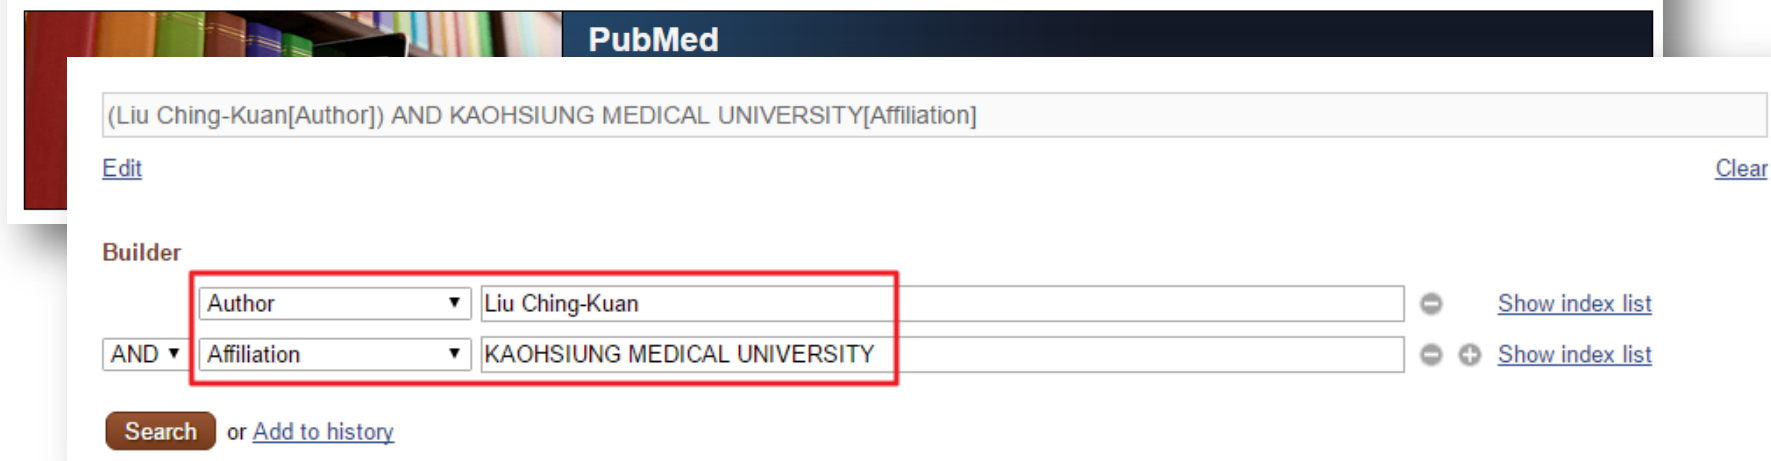 PubMed
(Liu Ching-Kuan[Author]) AND KAOHSIUNG MEDICAL UNIVERSITY[Affiliation]
Edit Clear
Builder
Author Liu Ching-Kuan Show index list
AND Affiliation KAOHSIUNG MEDICAL UNIVERSITY Show index list
Search or Add to history